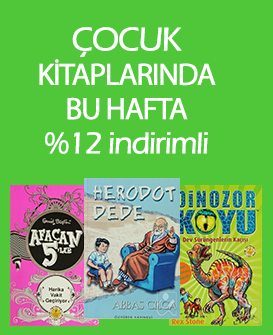 ÇOCUK
KİTAPLARINDA
BU HAFTA
%12 indirimli
Enid Blyton
AFACAN
5'LER
Harika
Vakit
Geçiriyor
HERODOT
DEDE
ABBAS CILGA
DİNOZOR
KOYU
Dev Sürüngenlerin Kaçışı
Rex Stone